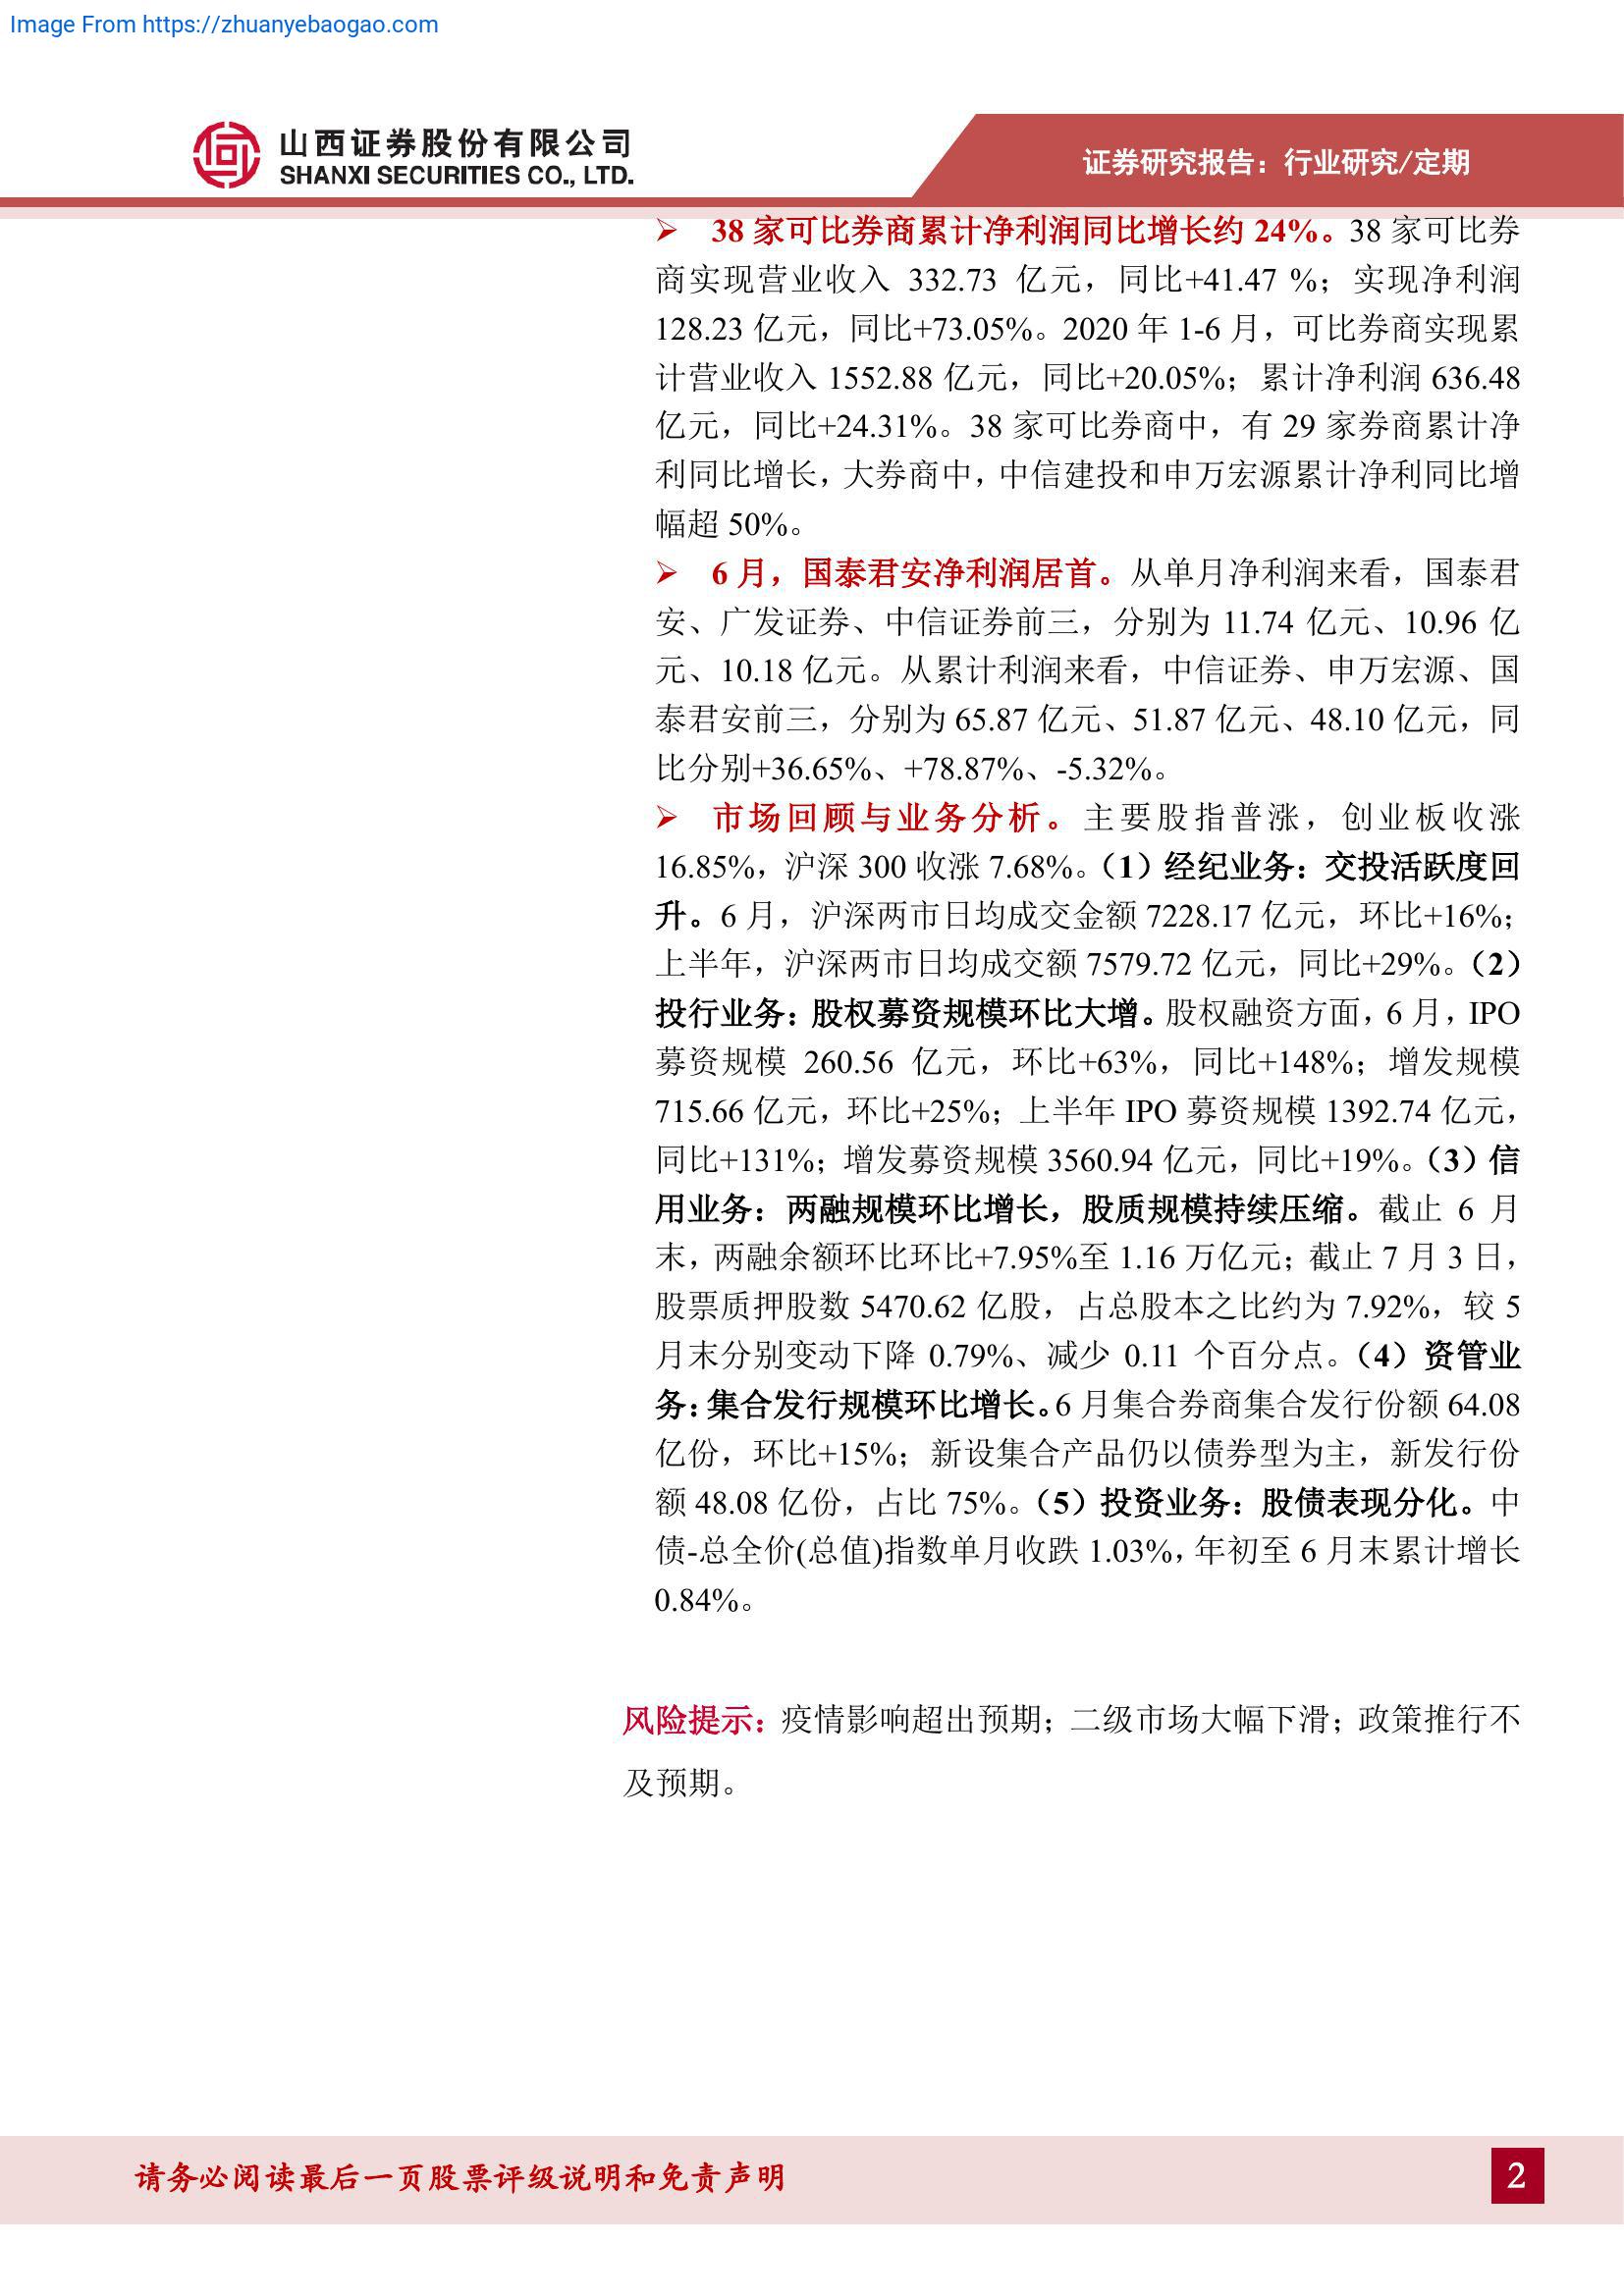 Image From https://zhuanyebaogao.com
山西证券股份有限公司
SHANXI SECURITIES CO., LTD.
证券研究报告：行业研究/定期
➢ 38 家可比券商累计净利润同比增长约 24%。38 家可比券
商实现营业收入 332.73 亿元，同比+41.47 %；实现净利润
128.23 亿元，同比+73.05%。2020 年 1-6 月，可比券商实现累
计营业收入 1552.88 亿元，同比+20.05%；累计净利润 636.48
亿元，同比+24.31%。38 家可比券商中，有 29 家券商累计净
利同比增长，大券商中，中信建投和申万宏源累计净利同比增
幅超 50%。
➢ 6 月，国泰君安净利润居首。从单月净利润来看，国泰君
安、广发证券、中信证券前三，分别为 11.74 亿元、10.96 亿
元、10.18 亿元。从累计利润来看，中信证券、申万宏源、国
泰君安前三，分别为 65.87 亿元、51.87 亿元、48.10 亿元，同
比分别+36.65%、+78.87%、-5.32%。
➢ 市场回顾与业务分析。主要股指普涨，创业板收涨
16.85%，沪深 300 收涨 7.68%。（1）经纪业务：交投活跃度回
升。6 月，沪深两市日均成交金额 7228.17 亿元，环比+16%；
上半年，沪深两市日均成交额 7579.72 亿元，同比+29%。（2）
投行业务：股权募资规模环比大增。股权融资方面，6 月，IPO
募资规模 260.56 亿元，环比+63%，同比+148%；增发规模
715.66 亿元，环比+25%；上半年 IPO 募资规模 1392.74 亿元，
同比+131%；增发募资规模 3560.94 亿元，同比+19%。（3）信
用业务：两融规模环比增长，股质规模持续压缩。截止 6 月
末，两融余额环比环比+7.95%至 1.16 万亿元；截止 7 月 3 日，
股票质押股数 5470.62 亿股，占总股本之比约为 7.92%，较 5
月末分别变动下降 0.79%、减少 0.11 个百分点。（4）资管业
务：集合发行规模环比增长。6 月集合券商集合发行份额 64.08
亿份，环比+15%；新设集合产品仍以债券型为主，新发行份
额 48.08 亿份，占比 75%。（5）投资业务：股债表现分化。中
债-总全价(总值)指数单月收跌 1.03%，年初至 6 月末累计增长
0.84%。
风险提示：疫情影响超出预期；二级市场大幅下滑；政策推行不
及预期。
请务必阅读最后一页股票评级说明和免责声明
2